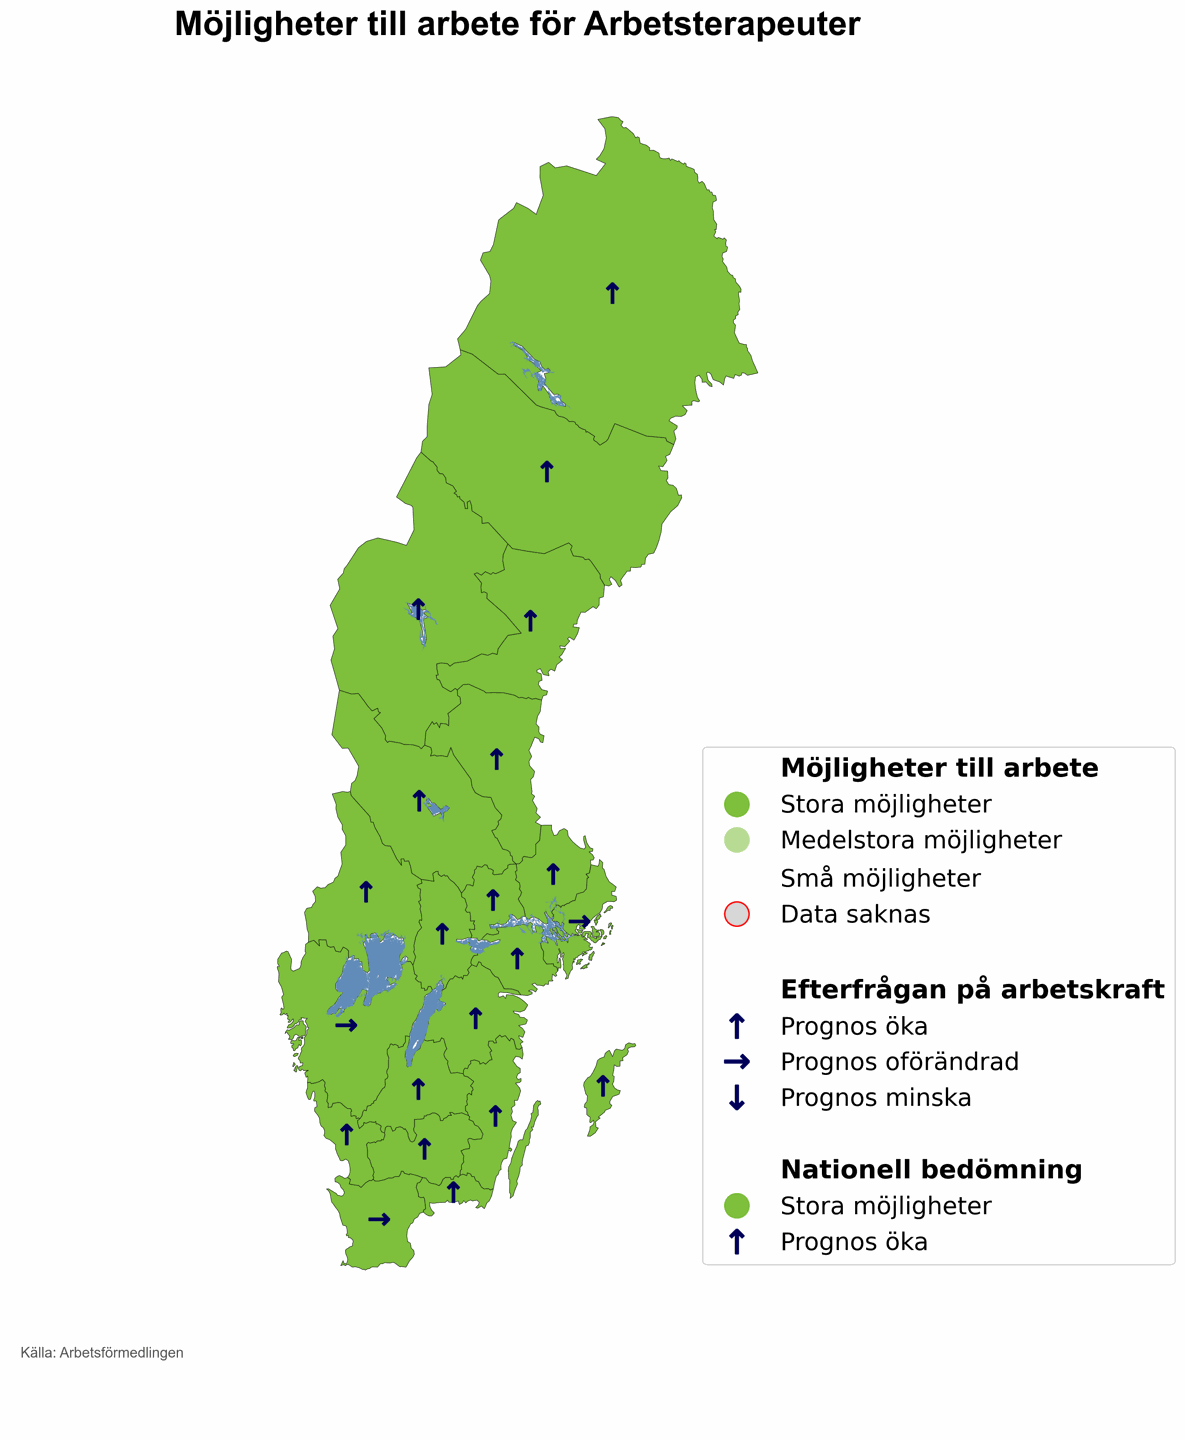 Möjligheter till arbete för Arbetsterapeuter
Möjligheter till arbete
Stora möjligheter
Medelstora möjligheter
Små möjligheter
Data saknas
Efterfrågan på arbetskraft
Prognos öka
Prognos oförändrad
Prognos minska
Nationell bedömning
Stora möjligheter
Prognos öka
Källa: Arbetsförmedlingen